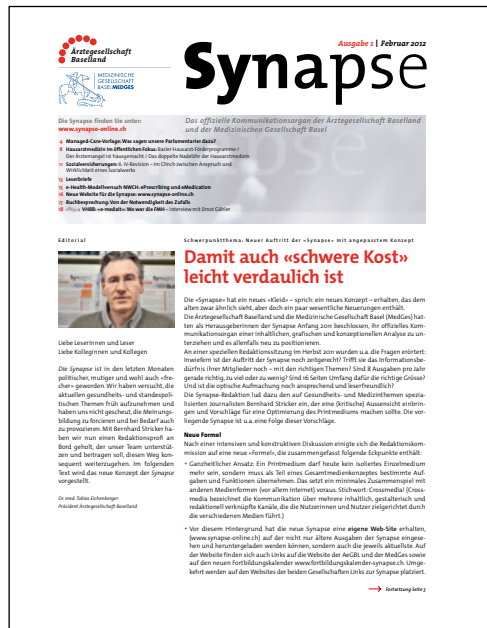 Ärztegesellschaft
Baselland
MEDIZINISCHE
GESELLSCHAFT
BASEL MEDGES
Ausgabe 1 | Februar 2012
Synapse
Die Synapse finden Sie unter:
www.synapse-online.ch
Das offizielle Kommunikationsorgan der Ärztegesellschaft Baselland
und der Medizinischen Gesellschaft Basel
4 Managed-Care-Vorlage: Was sagen unsere Parlamentarier dazu?
8 Hausarztmedizin im öffentlichen Fokus: Basler Hausarzt-Förderprogramme /
Der Ärztemangel ist hausgemacht / Das doppelte Nadelöhr der Hausarztmedizin
10 Sozialversicherungen: 6. IV-Revision – im Clinch zwischen Anspruch und
Wirklichkeit eines Sozialwerks
13 Leserbriefe
15 e-Health-Modellversuch NWCH: ePrescribing und eMedication
16 Neue Website für die Synapse: www.synapse-online.ch
17 Buchbesprechung: Von der Notwendigkeit des Zufalls
18 VHBB: «e-medat»: Wo war die FMH – Interview mit Ernst Gähler
Editorial
Liebe Leserinnen und Leser
Liebe Kolleginnen und Kollegen
Die Synapse ist in den letzten Monaten
politischer, mutiger und wohl auch «fre-
cher» geworden. Wir haben versucht, die
aktuellen gesundheits- und standespoli-
tischen Themen früh aufzunehmen und
haben uns nicht gescheut, die Meinungs-
bildung zu forcieren und bei Bedarf auch
zu provozieren. Mit Bernhard Stricker ha-
ben wir nun einen Redaktionsprofi an
Bord geholt, der unser Team unterstüt-
zen und beitragen soll, diesen Weg kon-
sequent weiterzugehen. Im folgenden
Text wird das neue Konzept der Synapse
vorgestellt.
Dr. med. Tobias Eichenberger
Präsident Ärztegesellschaft Baselland
Schwerpunktthema: Neuer Auftritt der «Synapse» mit angepasstem Konzept
Damit auch «schwere Kost»
leicht verdaulich ist
Die «Synapse» hat ein neues «Kleid» – sprich: ein neues Konzept – erhalten, das dem
alten zwar ähnlich sieht, aber doch ein paar wesentliche Neuerungen enthält.
Die Ärztegesellschaft Baselland und die Medizinische Gesellschaft Basel (MedGes) hat-
ten als Herausgeberinnen der Synapse Anfang 2011 beschlossen, ihr offizielles Kom-
munikationsorgan einer inhaltlichen, grafischen und konzeptionellen Analyse zu un-
terziehen und es allenfalls neu zu positionieren.
An einer speziellen Redaktionssitzung im Herbst 2011 wurden u.a. die Fragen erörtert:
Inwiefern ist der Auftritt der Synapse noch zeitgerecht? Trifft sie das Informationsbe-
dürfnis ihrer Mitglieder noch – mit den richtigen Themen? Sind 8 Ausgaben pro Jahr
gerade richtig, zu viel oder zu wenig? Sind 16 Seiten Umfang dafür die richtige Grösse?
Und ist die optische Aufmachung noch ansprechend und leserfreundlich?
Die Synapse-Redaktion lud dazu den auf Gesundheits- und Medizinthemen spezia-
lisierten Journalisten Bernhard Stricker ein, der eine (kritische) Aussensicht einbrin-
gen und Vorschläge für eine Optimierung des Printmediums machen sollte. Die vor-
liegende Synapse ist u.a. eine Folge dieser Vorschläge.
Neue Formel
Nach einer intensiven und konstruktiven Diskussion einigte sich die Redaktionskom-
mission auf eine neue «Formel», die zusammengefasst folgende Eckpunkte enthält:
• Ganzheitlicher Ansatz: Ein Printmedium darf heute kein isoliertes Einzelmedium
mehr sein, sondern muss als Teil eines Gesamtmedienkonzeptes bestimmte Auf-
gaben und Funktionen übernehmen. Das setzt ein minimales Zusammenspiel mit
anderen Medienformen (vor allem Internet) voraus. Stichwort: Crossmedia! (Cross-
media bezeichnet die Kommunikation über mehrere inhaltlich, gestalterisch und
redaktionell verknüpfte Kanäle, die die Nutzerinnen und Nutzer zielgerichtet durch
die verschiedenen Medien führt.)
• Vor diesem Hintergrund hat die neue Synapse eine eigene Web-Site erhalten,
(www.synapse-online.ch) auf der nicht nur ältere Ausgaben der Synapse eingese-
hen und heruntergeladen werden können, sondern auch die jeweils aktuellste. Auf
der Website finden sich auch Links auf die Website der AeGBL und der MedGes sowie
auf den neuen Fortbildungskalender www.fortbildungskalender-synapse.ch. Umge-
kehrt werden auf den Websites der beiden Gesellschaften Links zur Synapse platziert.
Fortsetzung Seite 3